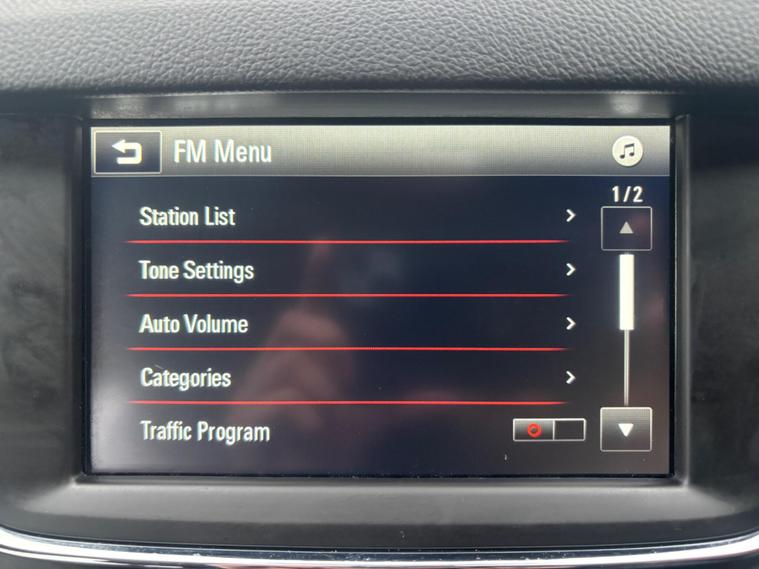 FM Menu
1/2
Station List
Tone Settings
Auto Volume
Categories
Traffic Program